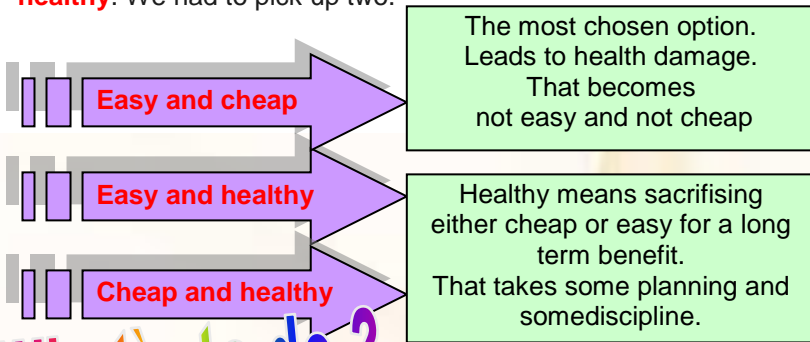 healthy. We had to pick up two.
Easy and cheap
The most chosen option.
Leads to health damage.
That becomes
not easy and not cheap
Easy and healthy
Cheap and healthy
Healthy means sacrifising
either cheap or easy for a long
term benefit.
That takes some planning and
somediscipline.